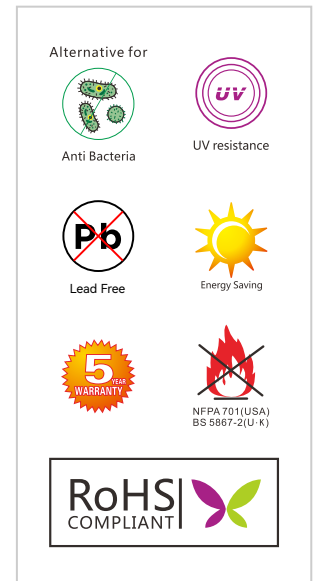 Alternative for
Anti Bacteria
UV
UV resistance
Pb
Lead Free
Energy Saving
5
YEAR
WARRANTY
NFPA 701(USA)
BS 5867-2(U·K)
RoHS
COMPLIANT